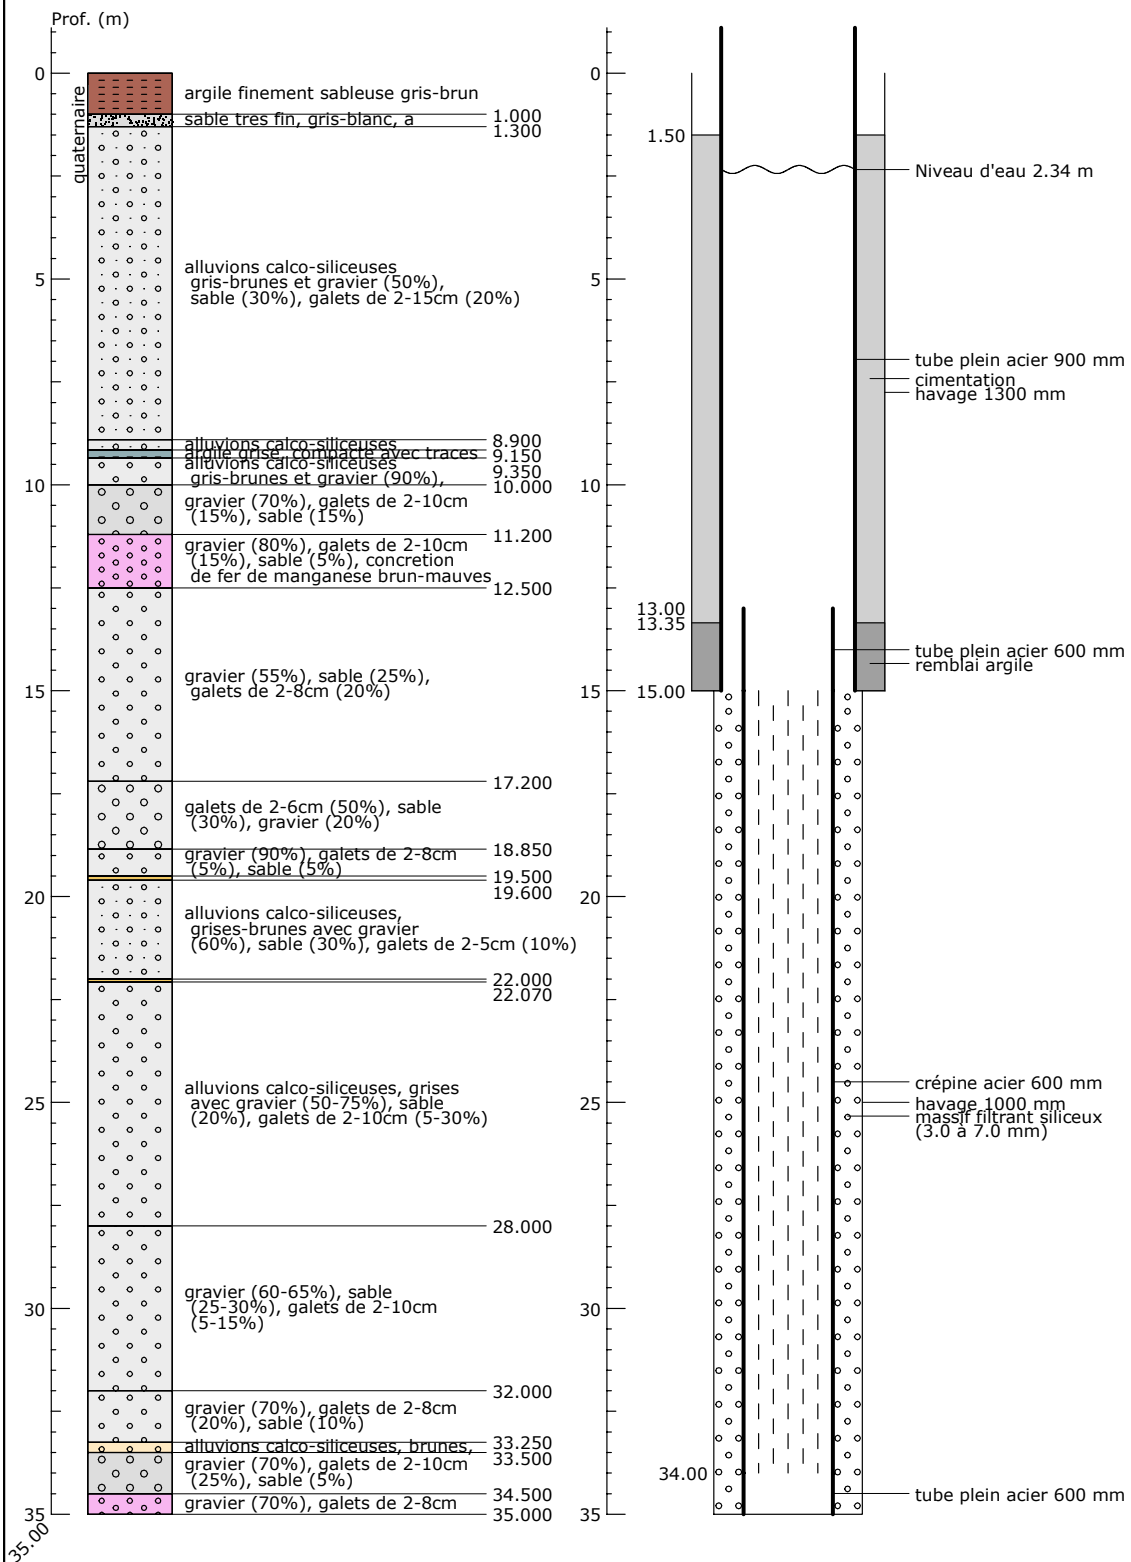 Prof. (m)
0
quaternaire
argile finement sableuse gris-brun
1.000
sable tres fin, gris-blanc, a
1.300
alluvions calco-siliceuses
gris-brunes et gravier (50%),
sable (30%), galets de 2-15cm (20%)
5
8.900
alluvions calco-siliceuses
argile grise, compacte avec traces
9.150
alluvions calco-siliceuses
gris-brunes et gravier (90%),
9.350
10.000
10
gravier (70%), galets de 2-10cm
(15%), sable (15%)
11.200
gravier (80%), galets de 2-10cm
(15%), sable (5%), concretion
de fer de manganese brun-mauves
12.500
gravier (55%), sable (25%),
galets de 2-8cm (20%)
15
17.200
galets de 2-6cm (50%), sable
(30%), gravier (20%)
18.850
gravier (90%), galets de 2-8cm
(5%), sable (5%)
19.500
19.600
20
alluvions calco-siliceuses,
grises-brunes avec gravier
(60%), sable (30%), galets de 2-5cm (10%)
22.000
22.070
alluvions calco-siliceuses, grises
avec gravier (50-75%), sable
(20%), galets de 2-10cm (5-30%)
25
28.000
gravier (60-65%), sable
(25-30%), galets de 2-10cm
(5-15%)
30
32.000
gravier (70%), galets de 2-8cm
(20%), sable (10%)
33.250
alluvions calco-siliceuses, brunes,
33.500
gravier (70%), galets de 2-10cm
(25%), sable (5%)
34.500
gravier (70%), galets de 2-8cm
35.000
35
35.00
0
1.50
Niveau d'eau 2.34 m
5
tube plein acier 900 mm
cimentation
havage 1300 mm
10
13.00
13.35
tube plein acier 600 mm
remblai argile
15.00
15
20
crépine acier 600 mm
25
havage 1000 mm
massif filtrant siliceux
(3.0 à 7.0 mm)
30
34.00
tube plein acier 600 mm
35